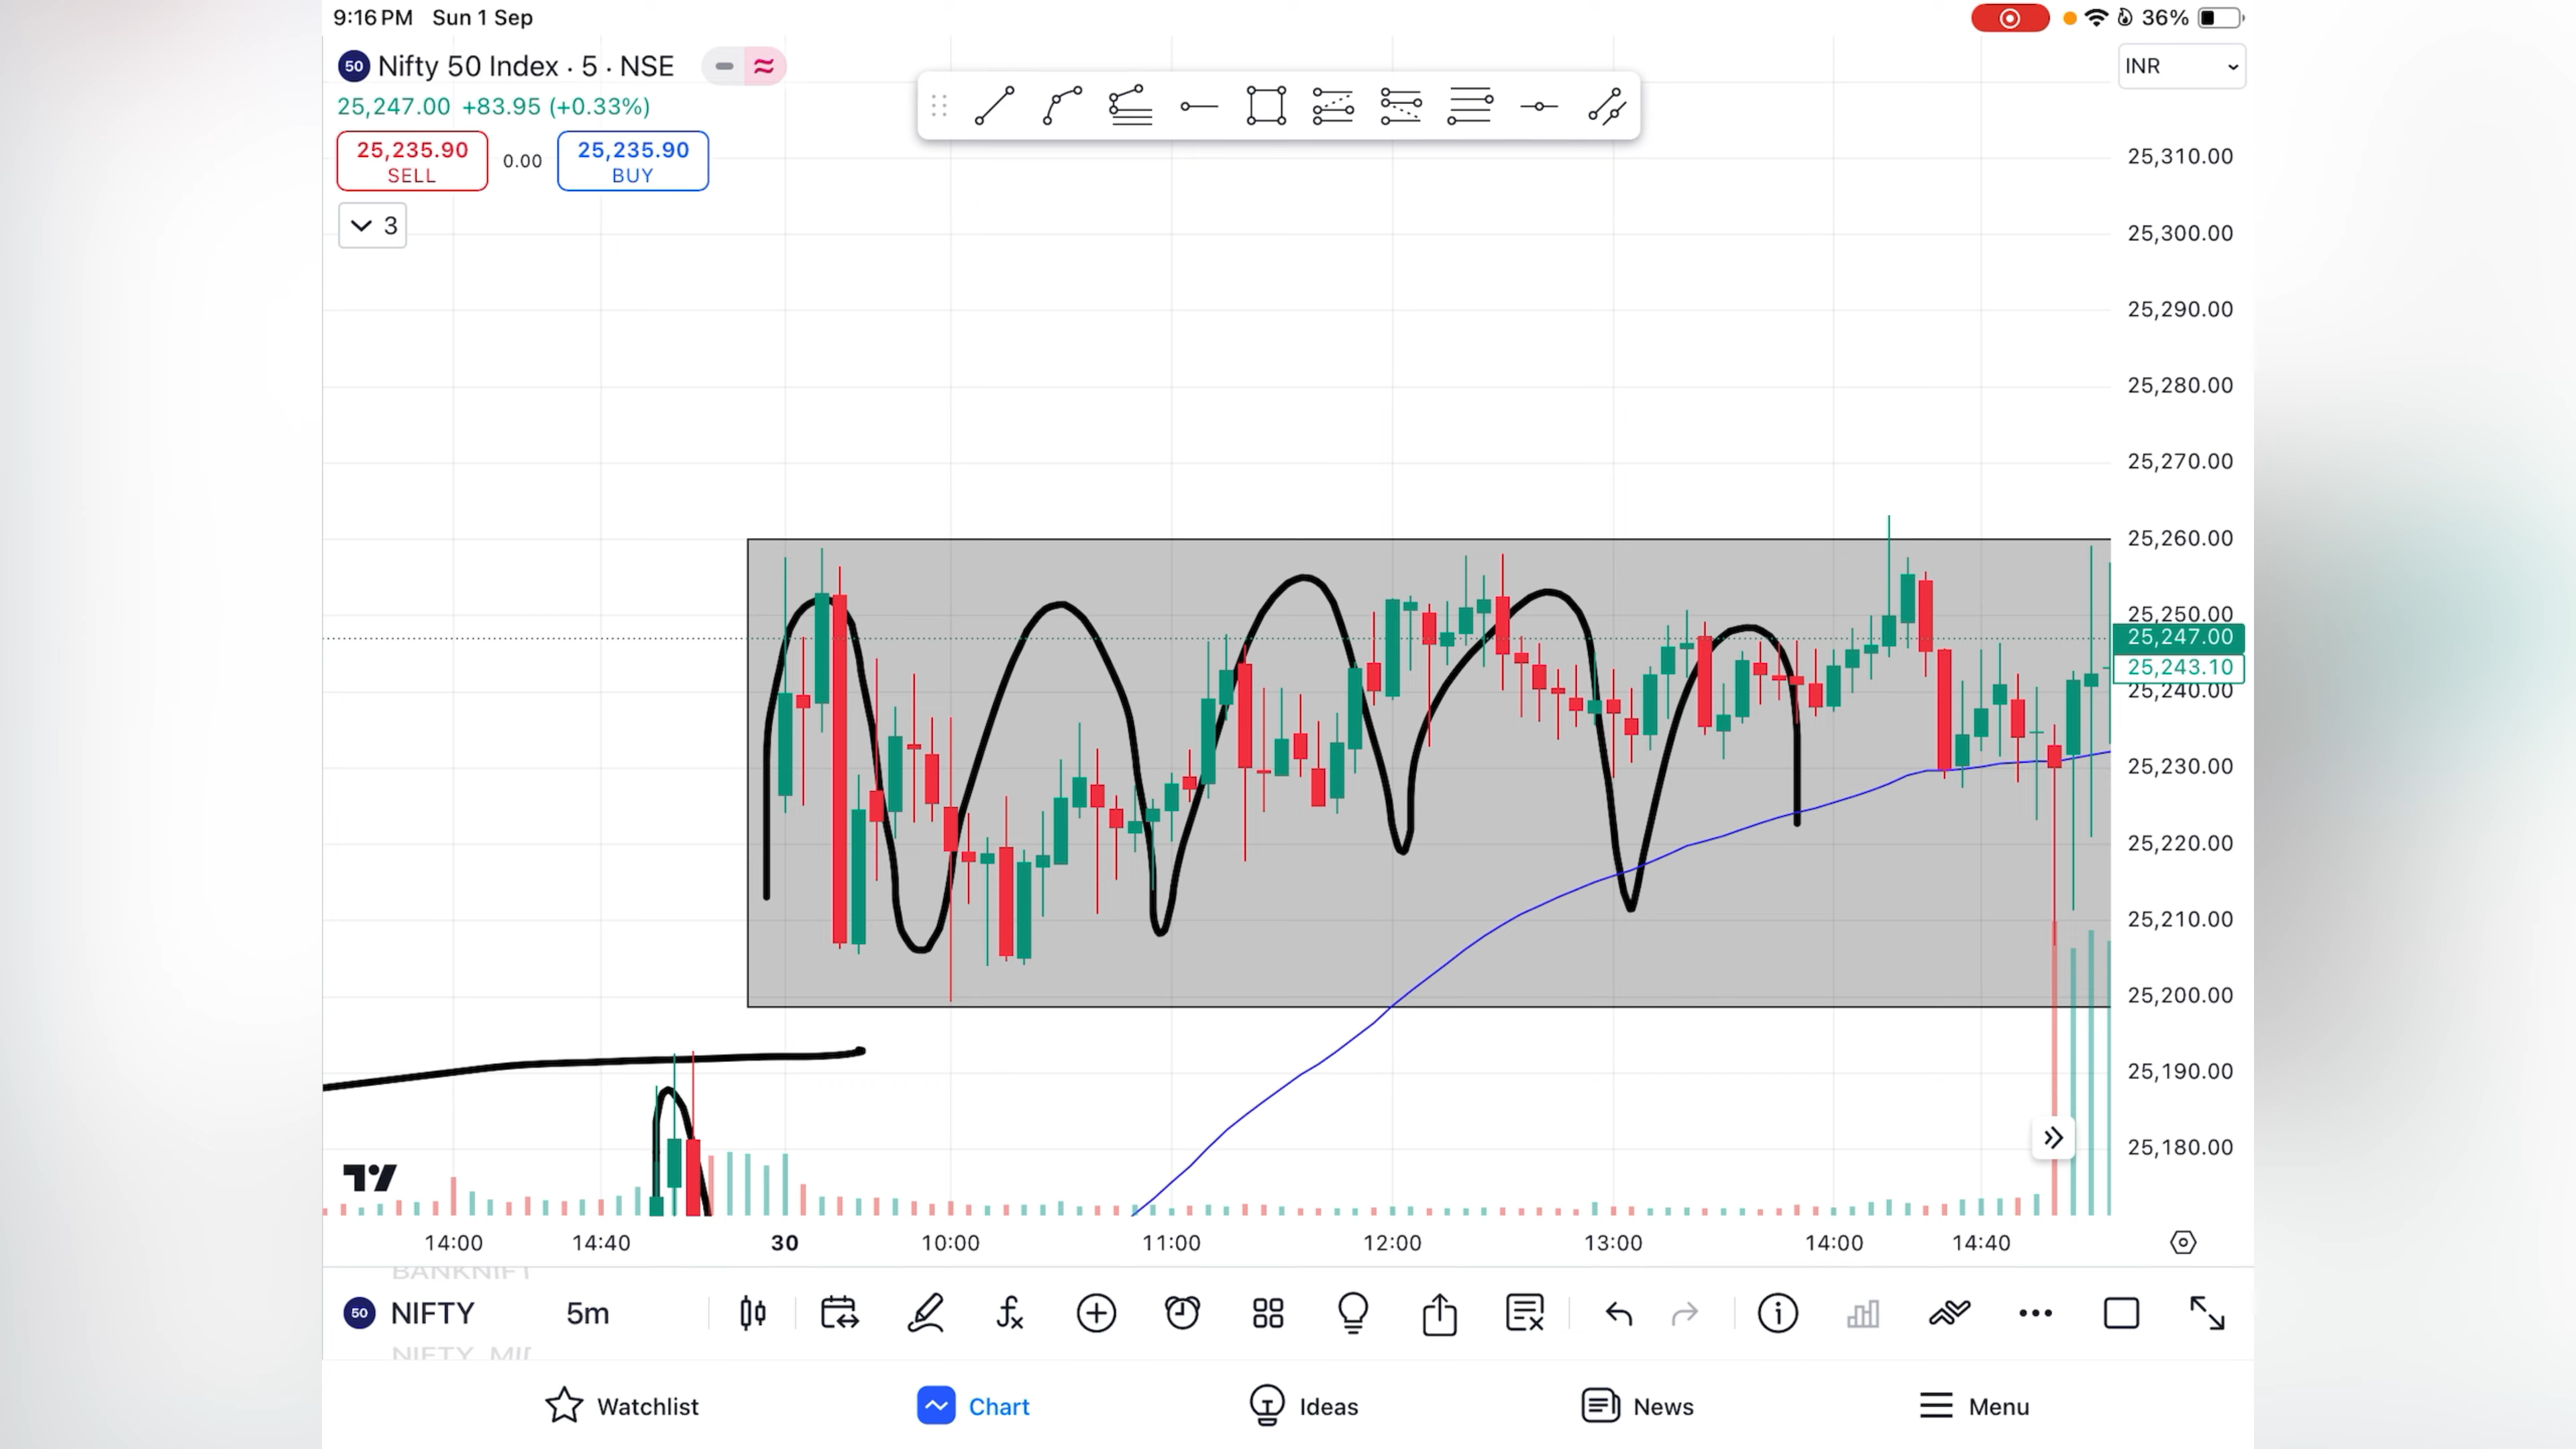 9:16 PM Sun 1 Sep
36%
50 Nifty 50 Index · 5 · NSE
INR
25,247.00 +83.95 (+0.33%)
25,235.90
SELL
0.00
25,235.90
BUY
3
25,310.00
25,300.00
25,290.00
25,280.00
25,270.00
25,260.00
25,250.00
25,247.00
25,243.10
25,240.00
25,230.00
25,220.00
25,210.00
25,200.00
25,190.00
25,180.00
14:00 14:40 30 10:00 11:00 12:00 13:00 14:00 14:40
50 NIFTY 5m
Watchlist Chart Ideas News Menu